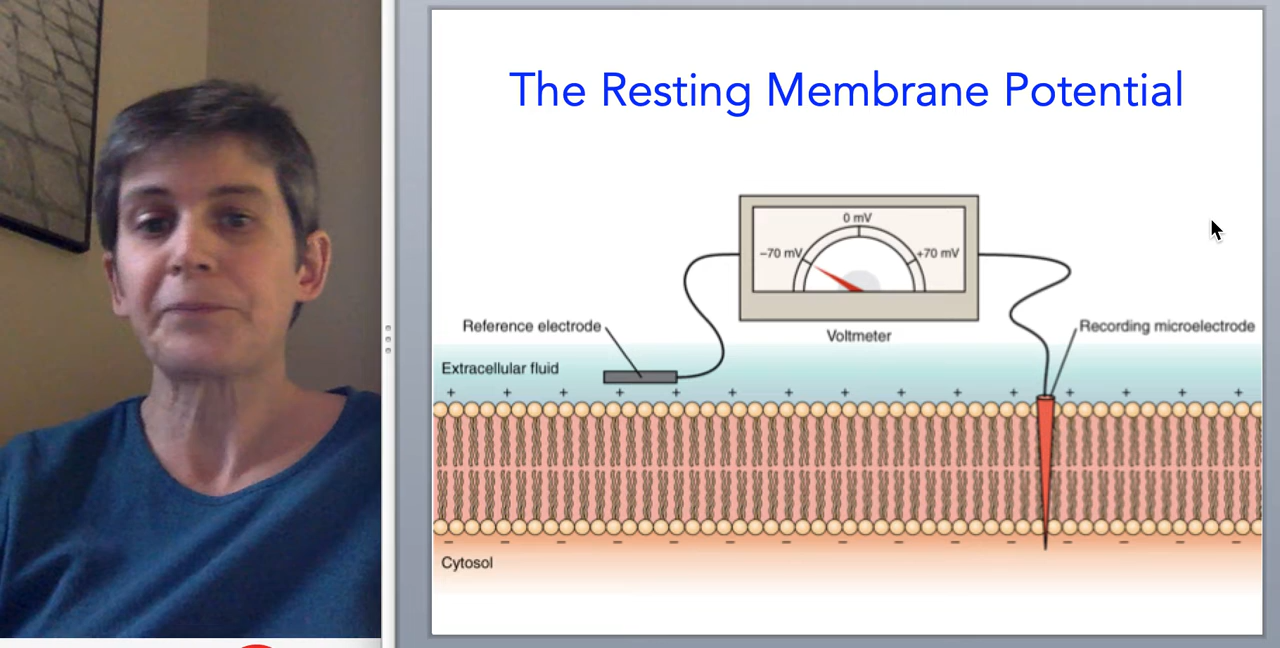 The Resting Membrane Potential
0 mV
−70 mV
+70 mV
Reference electrode
Voltmeter
Recording microelectrode
Extracellular fluid
+ + + + + + + + + + + + + + +
− − − − − − − − − − − − − − −
Cytosol